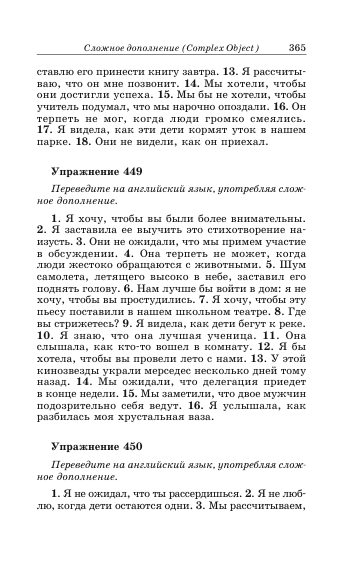 Сложное дополнение (Complex Object) 365
ставлю его принести книгу завтра. 13. Я рассчиты-
ваю, что он мне позвонит. 14. Мы хотели, чтобы
они достигли успеха. 15. Мы бы не хотели, чтобы
учитель подумал, что мы нарочно опоздали. 16. Он
терпеть не мог, когда люди громко смеялись.
17. Я видела, как эти дети кормят уток в нашем
парке. 18. Они не видели, как он приехал.
Упражнение 449
Переведите на английский язык, употребляя слож-
ное дополнение.
1. Я хочу, чтобы вы были более внимательны.
2. Я заставила ее выучить это стихотворение на-
изусть. 3. Они не ожидали, что мы примем участие
в обсуждении. 4. Она терпеть не может, когда
люди жестоко обращаются с животными. 5. Шум
самолета, летящего высоко в небе, заставил его
поднять голову. 6. Нам лучше бы войти в дом: я не
хочу, чтобы вы простудились. 7. Я хочу, чтобы эту
пьесу поставили в нашем школьном театре. 8. Где
вы стрижетесь? 9. Я видела, как дети бегут к реке.
10. Я знаю, что она лучшая ученица. 11. Она
слышала, как кто-то вошел в комнату. 12. Я бы
хотела, чтобы вы провели лето с нами. 13. У этой
кинозвезды украли мерседес несколько дней тому
назад. 14. Мы ожидали, что делегация приедет
в конце недели. 15. Мы заметили, что двое мужчин
подозрительно себя ведут. 16. Я услышала, как
разбилась моя хрустальная ваза.
Упражнение 450
Переведите на английский язык, употребляя слож-
ное дополнение.
1. Я не ожидал, что ты рассердишься. 2. Я не люб-
лю, когда дети остаются одни. 3. Мы рассчитываем,